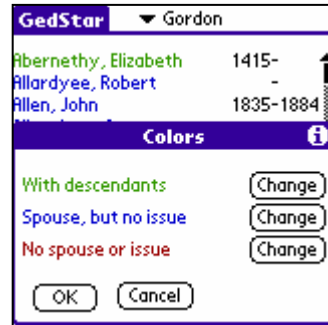 GedStar ▼ Gordon
Abernethy, Elizabeth 1415-
Allardyee, Robert -
Allen, John 1835-1884
Colors
With descendants Change
Spouse, but no issue Change
No spouse or issue Change
OK Cancel